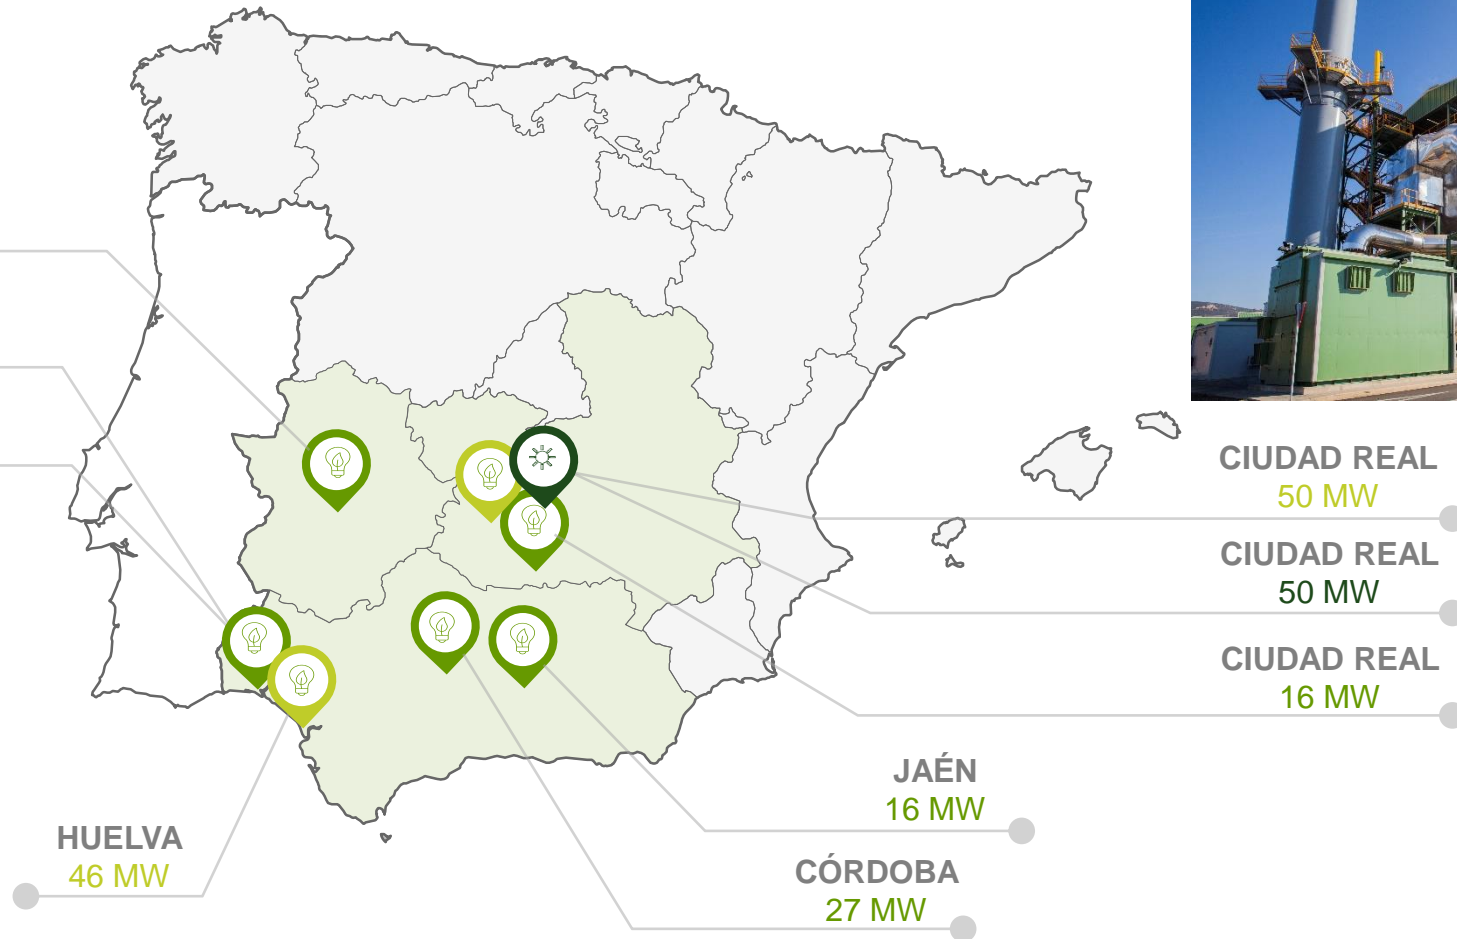 CIUDAD REAL
50 MW
CIUDAD REAL
50 MW
CIUDAD REAL
16 MW
JAÉN
16 MW
HUELVA
46 MW
CÓRDOBA
27 MW